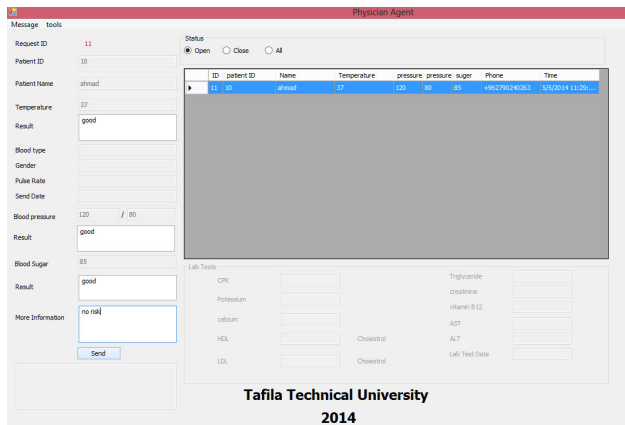 Physician Agent
Message tools
Request ID 11
Patient ID 10
Patient Name ahmad
Temperature 37
Result good
Blood type
Gender
Pulse Rate
Send Date
Blood pressure 120 / 80
Result good
Blood Sugar 85
Result good
More Information no risk
Send
Status
Open Close All
ID patient ID Name Temperature pressure pressure suger Phone Time
11 10 ahmad 37 120 80 85 +962790240263 5/5/2014 11:29:...
Lab Tests
CPK
Potassium
calcium
HDL Cholestrol
LDL Cholestrol
Triglyceride
creatinine
vitamin B12
AST
ALT
Lab Test Date
Tafila Technical University
2014